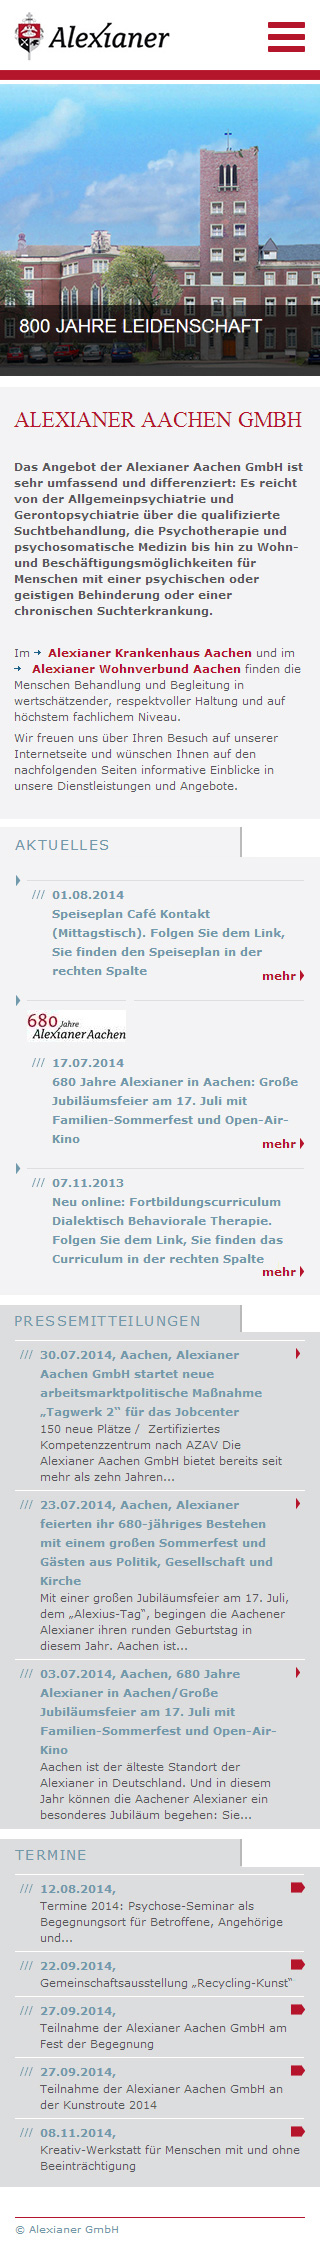 Alexianer
800 JAHRE LEIDENSCHAFT
ALEXIANER AACHEN GMBH
Das Angebot der Alexianer Aachen GmbH ist
sehr umfassend und differenziert: Es reicht
von der Allgemeinpsychiatrie und
Gerontopsychiatrie über die qualifizierte
Suchtbehandlung, die Psychotherapie und
psychosomatische Medizin bis hin zu Wohn-
und Beschäftigungsmöglichkeiten für
Menschen mit einer psychischen oder
geistigen Behinderung oder einer
chronischen Suchterkrankung.
Im Alexianer Krankenhaus Aachen und im
Alexianer Wohnverbund Aachen finden die
Menschen Behandlung und Begleitung in
wertschätzender, respektvoller Haltung und auf
höchstem fachlichem Niveau.
Wir freuen uns über Ihren Besuch auf unserer
Internetseite und wünschen Ihnen auf den
nachfolgenden Seiten informative Einblicke in
unsere Dienstleistungen und Angebote.
AKTUELLES
/// 01.08.2014
Speiseplan Café Kontakt
(Mittagstisch). Folgen Sie dem Link,
Sie finden den Speiseplan in der
rechten Spalte
mehr
680 Jahre
Alexianer Aachen
/// 17.07.2014
680 Jahre Alexianer in Aachen: Große
Jubiläumsfeier am 17. Juli mit
Familien-Sommerfest und Open-Air-
Kino
mehr
/// 07.11.2013
Neu online: Fortbildungscurriculum
Dialektisch Behaviorale Therapie.
Folgen Sie dem Link, Sie finden das
Curriculum in der rechten Spalte
mehr
PRESSEMITTEILUNGEN
/// 30.07.2014, Aachen, Alexianer
Aachen GmbH startet neue
arbeitsmarktpolitische Maßnahme
„Tagwerk 2“ für das Jobcenter
150 neue Plätze / Zertifiziertes
Kompetenzzentrum nach AZAV Die
Alexianer Aachen GmbH bietet bereits seit
mehr als zehn Jahren...
/// 23.07.2014, Aachen, Alexianer
feierten ihr 680-jähriges Bestehen
mit einem großen Sommerfest und
Gästen aus Politik, Gesellschaft und
Kirche
Mit einer großen Jubiläumsfeier am 17. Juli,
dem „Alexius-Tag“, begingen die Aachener
Alexianer ihren runden Geburtstag in
diesem Jahr. Aachen ist...
/// 03.07.2014, Aachen, 680 Jahre
Alexianer in Aachen/Große
Jubiläumsfeier am 17. Juli mit
Familien-Sommerfest und Open-Air-
Kino
Aachen ist der älteste Standort der
Alexianer in Deutschland. Und in diesem
Jahr können die Aachener Alexianer ein
besonderes Jubiläum begehen: Sie...
TERMINE
/// 12.08.2014,
Termine 2014: Psychose-Seminar als
Begegnungsort für Betroffene, Angehörige
und...
/// 22.09.2014,
Gemeinschaftsausstellung „Recycling-Kunst“
/// 27.09.2014,
Teilnahme der Alexianer Aachen GmbH am
Fest der Begegnung
/// 27.09.2014,
Teilnahme der Alexianer Aachen GmbH an
der Kunstroute 2014
/// 08.11.2014,
Kreativ-Werkstatt für Menschen mit und ohne
Beeinträchtigung
© Alexianer GmbH